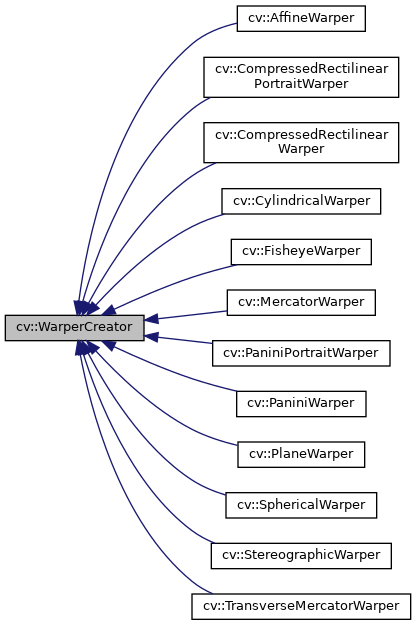 cv::AffineWarper
cv::CompressedRectilinear
PortraitWarper
cv::CompressedRectilinear
Warper
cv::CylindricalWarper
cv::FisheyeWarper
cv::MercatorWarper
cv::WarperCreator
cv::PaniniPortraitWarper
cv::PaniniWarper
cv::PlaneWarper
cv::SphericalWarper
cv::StereographicWarper
cv::TransverseMercatorWarper